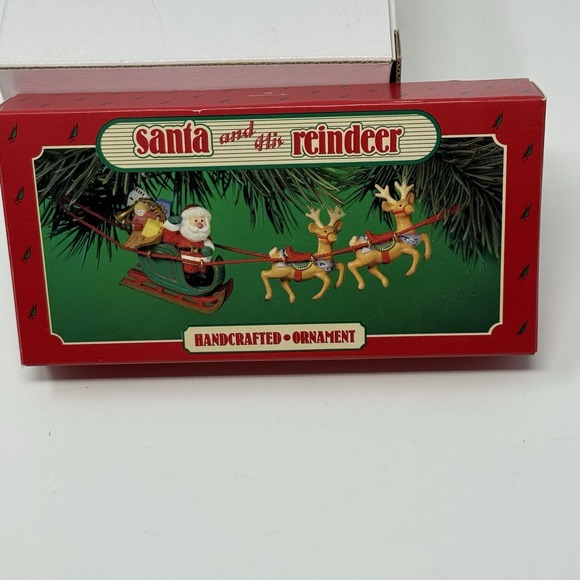 santa and His reindeer
HANDCRAFTED • ORNAMENT